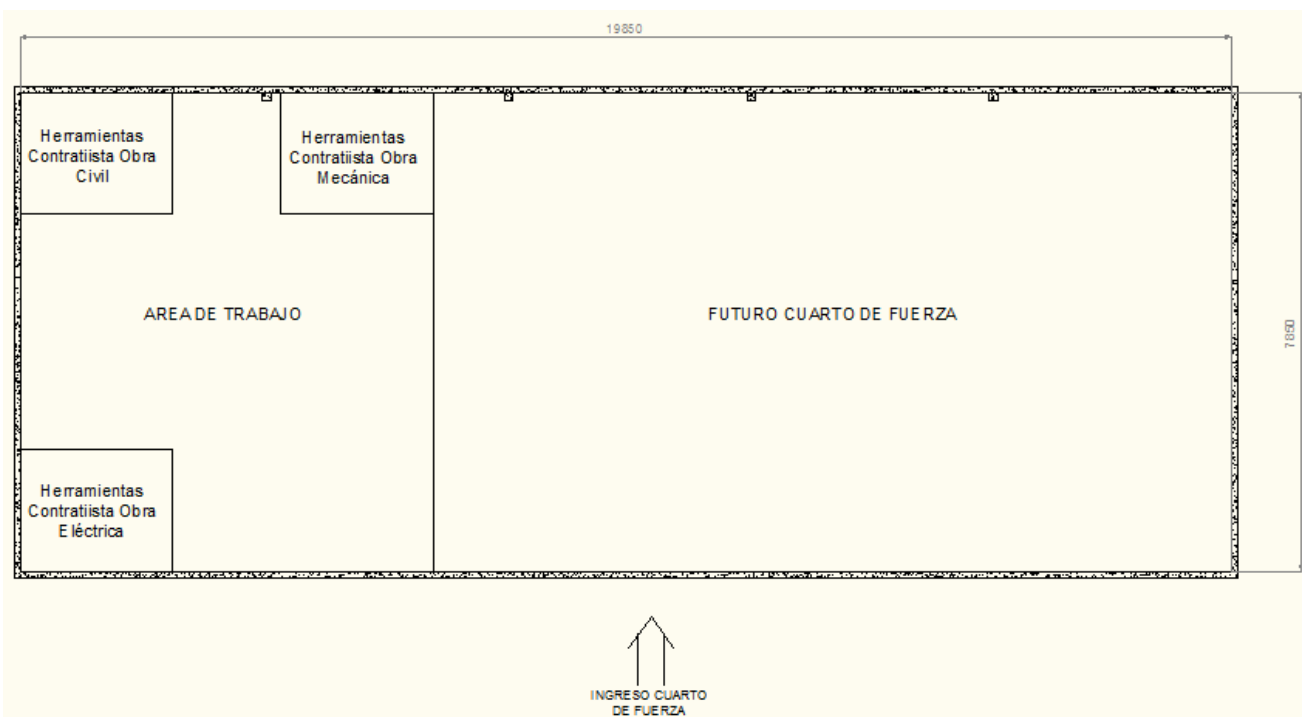 19850
Herramientas
Contratiista Obra
Civil
Herramientas
Contratiista Obra
Mecánica
AREA DE TRABAJO
FUTURO CUARTO DE FUERZA
7850
Herramientas
Contratiista Obra
Eléctrica
INGRESO CUARTO
DE FUERZA